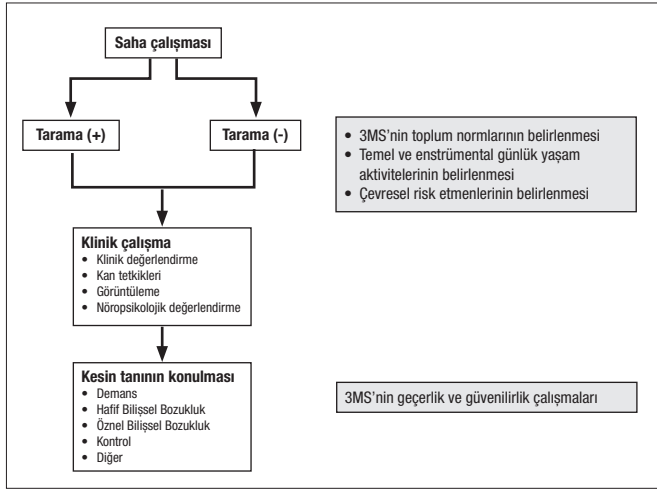 Saha çalışması
Tarama (+)
Tarama (-)
• 3MS'nin toplum normlarının belirlenmesi
• Temel ve enstrümental günlük yaşam
aktivitelerinin belirlenmesi
• Çevresel risk etmenlerinin belirlenmesi
Klinik çalışma
• Klinik değerlendirme
• Kan tetkikleri
• Görüntüleme
• Nöropsikolojik değerlendirme
Kesin tanının konulması
• Demans
• Hafif Bilişsel Bozukluk
• Öznel Bilişsel Bozukluk
• Kontrol
• Diğer
3MS'nin geçerlik ve güvenilirlik çalışmaları